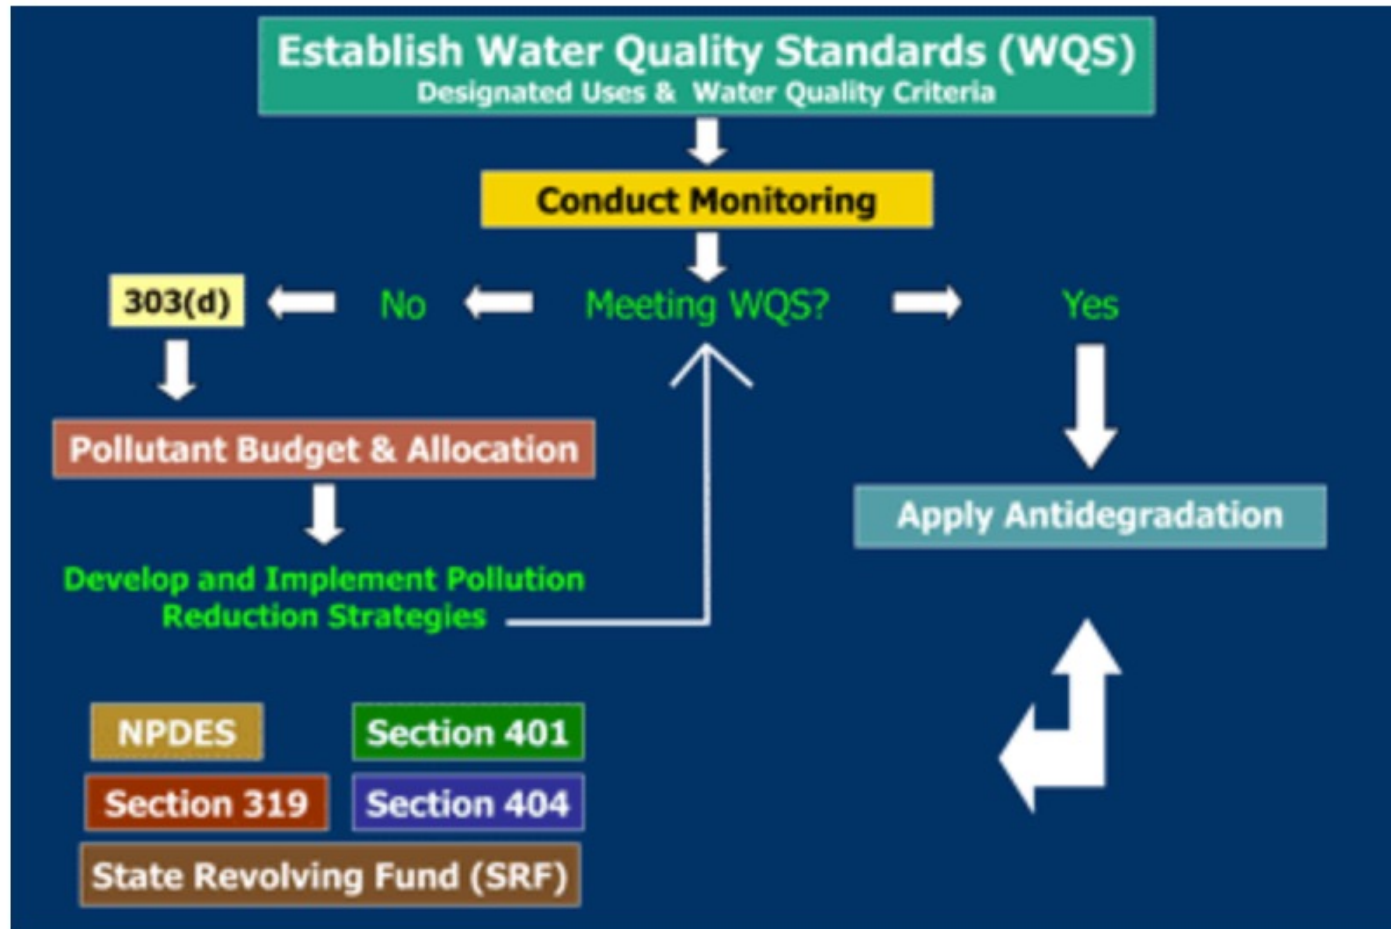 Establish Water Quality Standards (WQS)
Designated Uses & Water Quality Criteria
Conduct Monitoring
303(d)
No
Meeting WQS?
Yes
Pollutant Budget & Allocation
Apply Antidegradation
Develop and Implement Pollution
Reduction Strategies
NPDES
Section 401
Section 319
Section 404
State Revolving Fund (SRF)